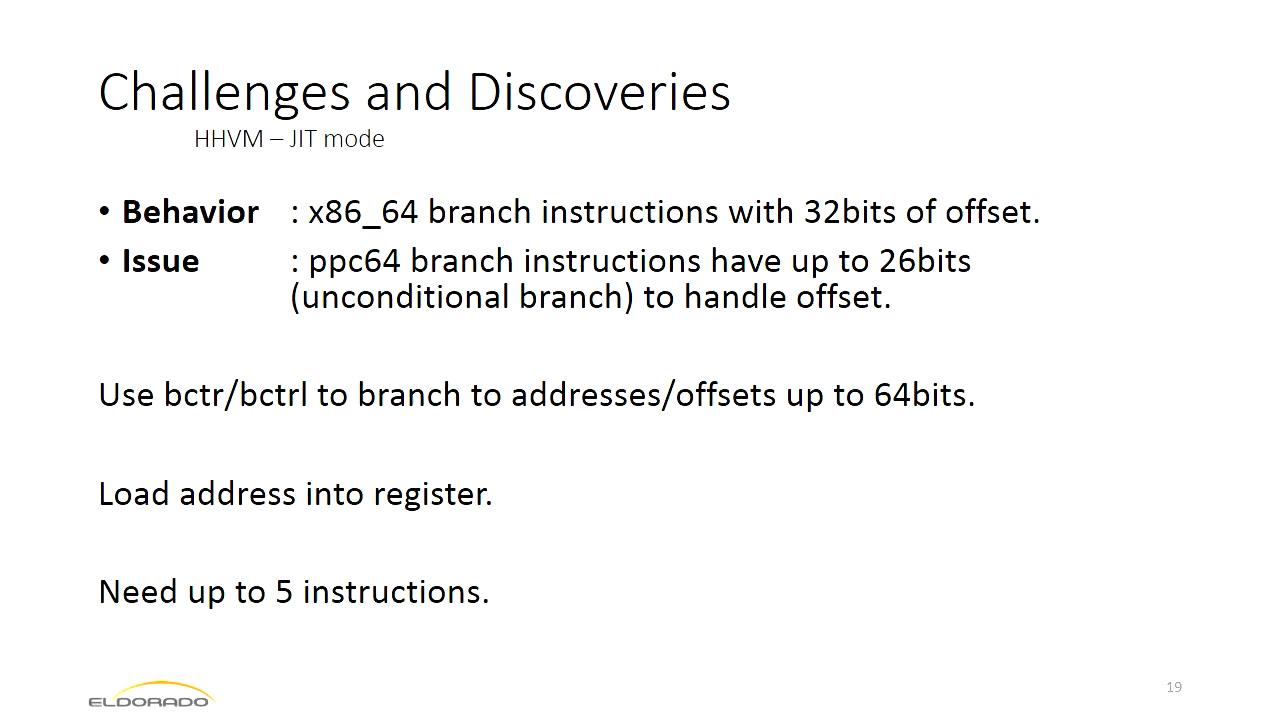 Challenges and Discoveries
HHVM – JIT mode
• Behavior : x86_64 branch instructions with 32bits of offset.
• Issue : ppc64 branch instructions have up to 26bits
(unconditional branch) to handle offset.
Use bctr/bctrl to branch to addresses/offsets up to 64bits.
Load address into register.
Need up to 5 instructions.
ELDORADO
19